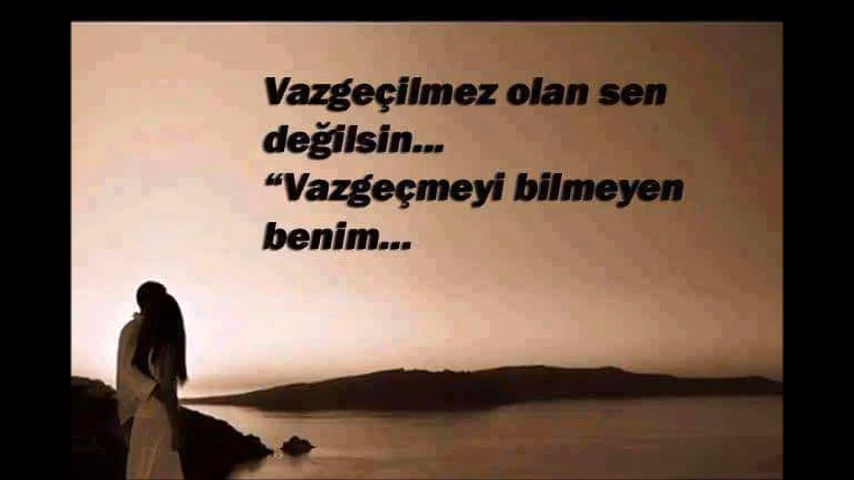 Vazgeçilmez olan sen
değilsin...
“Vazgeçmeyi bilmeyen
benim...